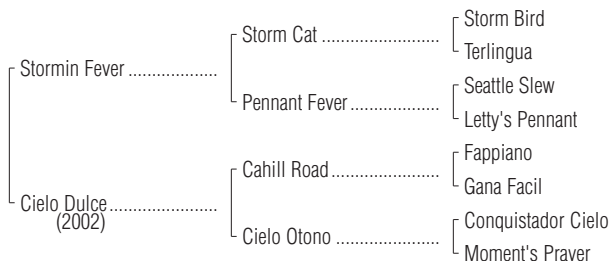 Storm Bird
Storm Cat ......................
Terlingua
Stormin Fever .................
Seattle Slew
Pennant Fever .................
Letty's Pennant
Fappiano
Cahill Road .....................
Gana Facil
Cielo Dulce ....................
(2002)
Conquistador Cielo
Cielo Otono ....................
Moment's Prayer